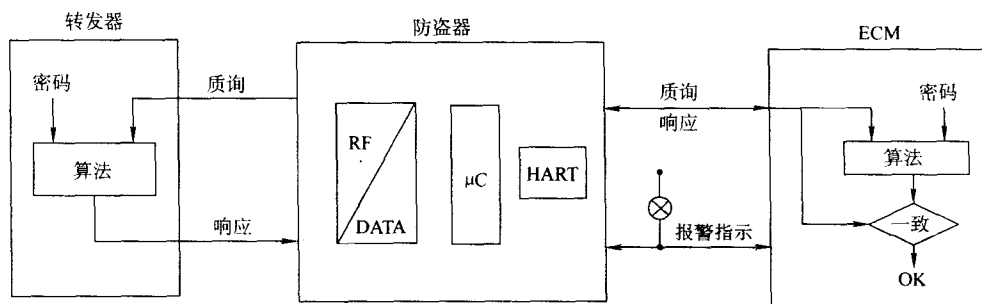 转发器
密码
算法
质询
响应
防盗器
RF
DATA
μC
HART
质询
响应
报警指示
ECM
密码
算法
一致
OK